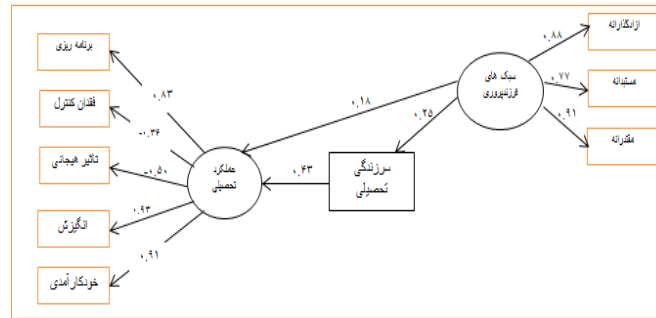 آزادگذارانه
۰.۸۸
مستبدانه
۰.۷۷
مقتدرانه
۰.۹۱
سبک های
فرزندپروری
۰.۱۸
۰.۲۵
سرزندگی
تحصیلی
۰.۴۳
عملکرد
تحصیلی
برنامه ریزی
۰.۸۳
فقدان کنترل
-۰.۳۶
تاثیر هیجانی
-۰.۵۰
انگیزش
۰.۹۳
خودکارآمدی
۰.۹۱